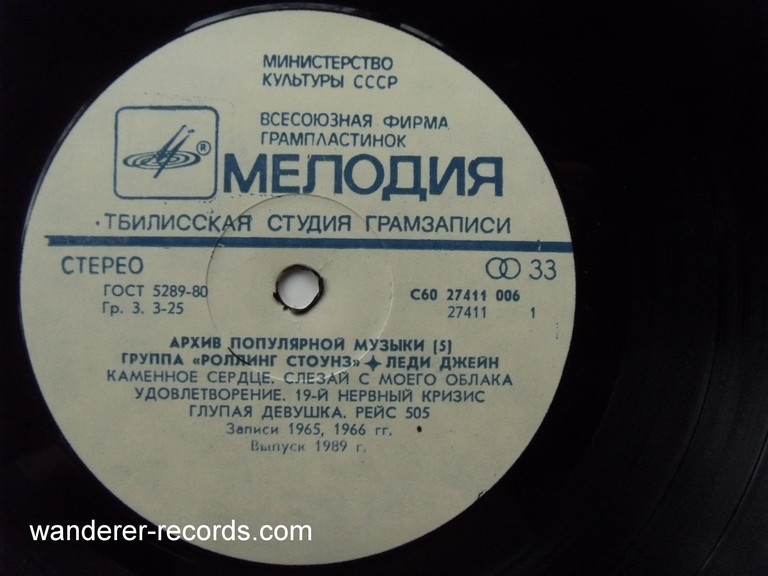 МИНИСТЕРСТВО
КУЛЬТУРЫ СССР
ВСЕСОЮЗНАЯ ФИРМА
ГРАМПЛАСТИНОК
®
МЕЛОДИЯ
ТБИЛИССКАЯ СТУДИЯ ГРАМЗАПИСИ
СТЕРЕО
33
ГОСТ 5289-80
Гр. 3. 3-25
С60 27411 006
27411 1
АРХИВ ПОПУЛЯРНОЙ МУЗЫКИ (5)
ГРУППА «РОЛЛИНГ СТОУНЗ» ✦ ЛЕДИ ДЖЕЙН
КАМЕННОЕ СЕРДЦЕ. СЛЕЗАЙ С МОЕГО ОБЛАКА
УДОВЛЕТВОРЕНИЕ. 19-Й НЕРВНЫЙ КРИЗИС
ГЛУПАЯ ДЕВУШКА. РЕЙС 505
Записи 1965, 1966 гг.
Выпуск 1989 г.
wanderer-records.com